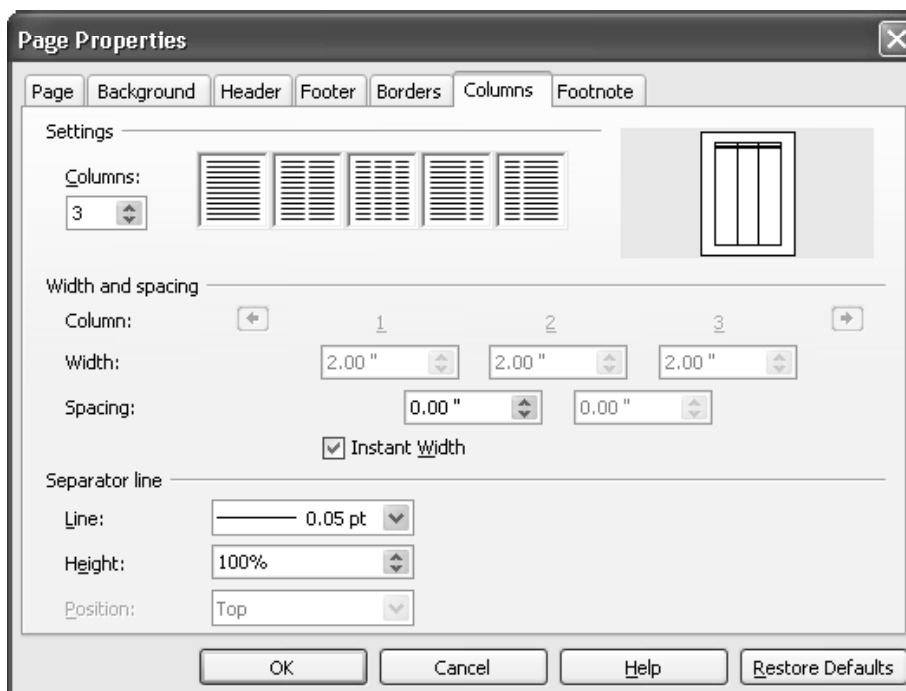 Page Properties
Page Background Header Footer Borders Columns Footnote
Settings
Columns:
3
Width and spacing
Column: 1 2 3
Width: 2.00 " 2.00 " 2.00 "
Spacing: 0.00 " 0.00 "
Instant Width
Separator line
Line: 0.05 pt
Height: 100%
Position: Top
OK Cancel Help Restore Defaults